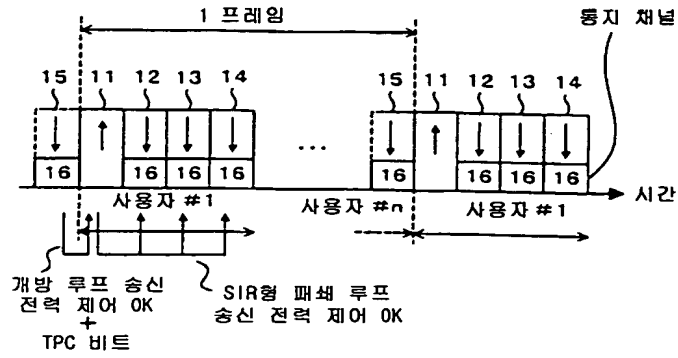 1 프레임
통지 채널
15 11 12 13 14 15 11 12 13 14
...
16 16 16 16 16 16 16 16
시간
사용자 #1 사용자 #n 사용자 #1
개방 루프 송신
전력 제어 OK
+
TPC 비트
SIR형 패쇄 루프
송신 전력 제어 OK